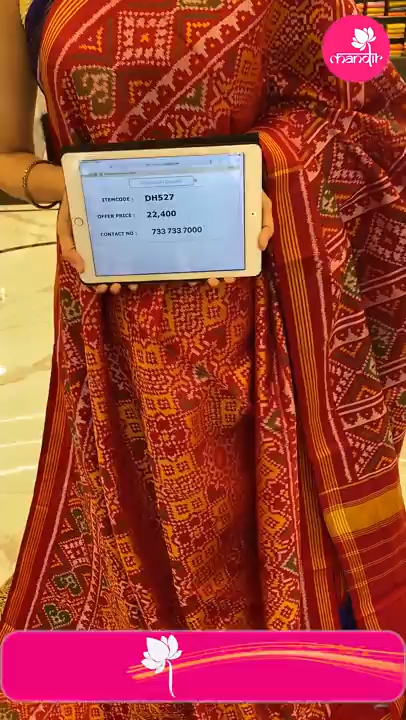 mandir
ITEMCODE : DH527
OFFER PRICE : 22,400
CONTACT NO : 733 733 7000